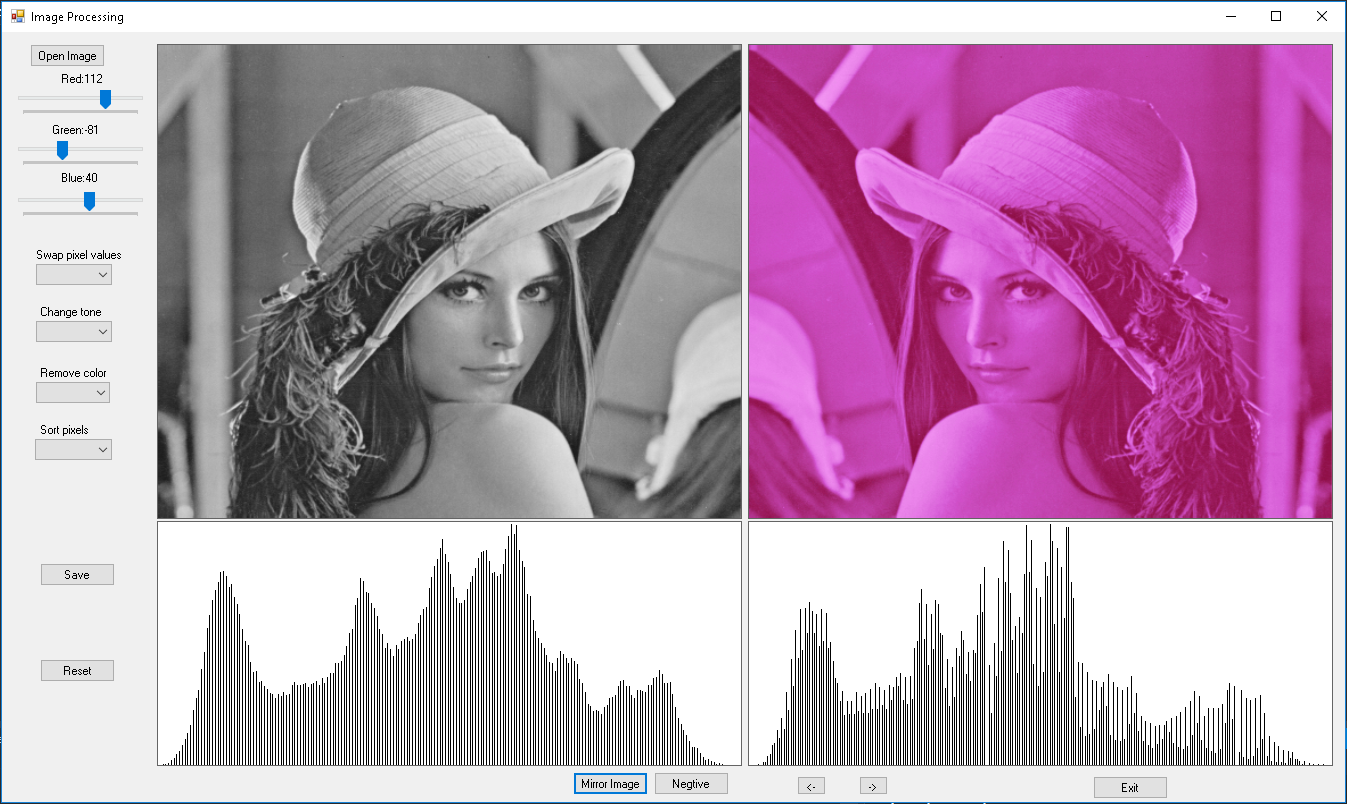 Image Processing
Open Image
Red:112
Green:-81
Blue:40
Swap pixel values
Change tone
Remove color
Sort pixels
Save
Reset
Mirror Image
Negtive
<-
->
Exit